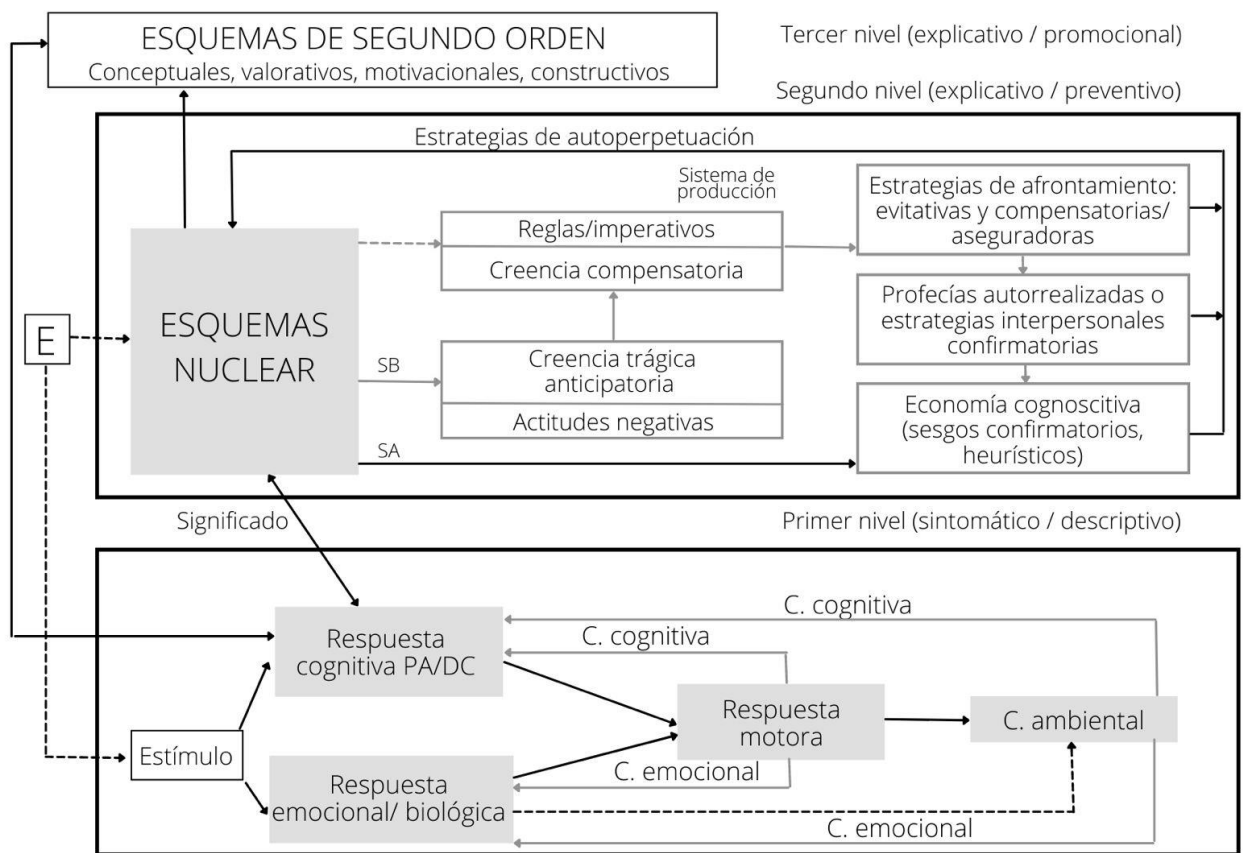 ESQUEMAS DE SEGUNDO ORDEN
Conceptuales, valorativos, motivacionales, constructivos
Tercer nivel (explicativo / promocional)
Segundo nivel (explicativo / preventivo)
Estrategias de autoperpetuación
Sistema de
producción
Estrategias de afrontamiento:
evitativas y compensatorias/
aseguradoras
Reglas/imperativos
Creencia compensatoria
Profecías autorrealizadas o
estrategias interpersonales
confirmatorias
E
ESQUEMAS
NUCLEAR
SB
Creencia trágica
anticipatoria
Actitudes negativas
Economía cognoscitiva
(sesgos confirmatorios,
heurísticos)
SA
Significado
Primer nivel (sintomático / descriptivo)
C. cognitiva
C. cognitiva
Respuesta
cognitiva PA/DC
Respuesta
motora
C. ambiental
Estímulo
C. emocional
Respuesta
emocional/ biológica
C. emocional